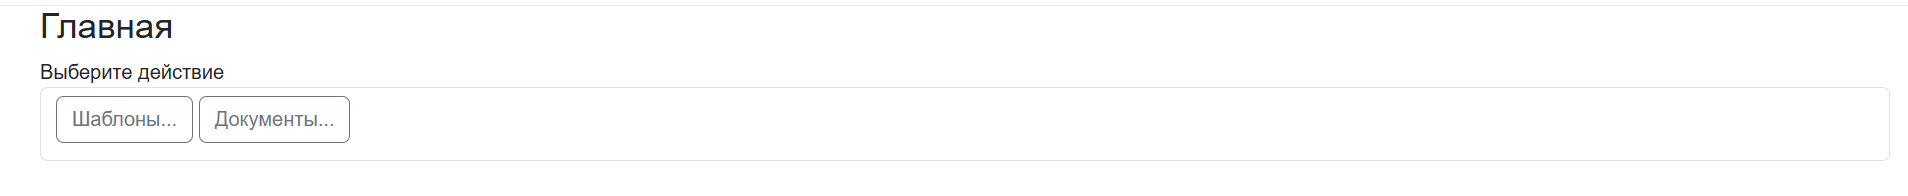 Главная
Выберите действие
Шаблоны... Документы...